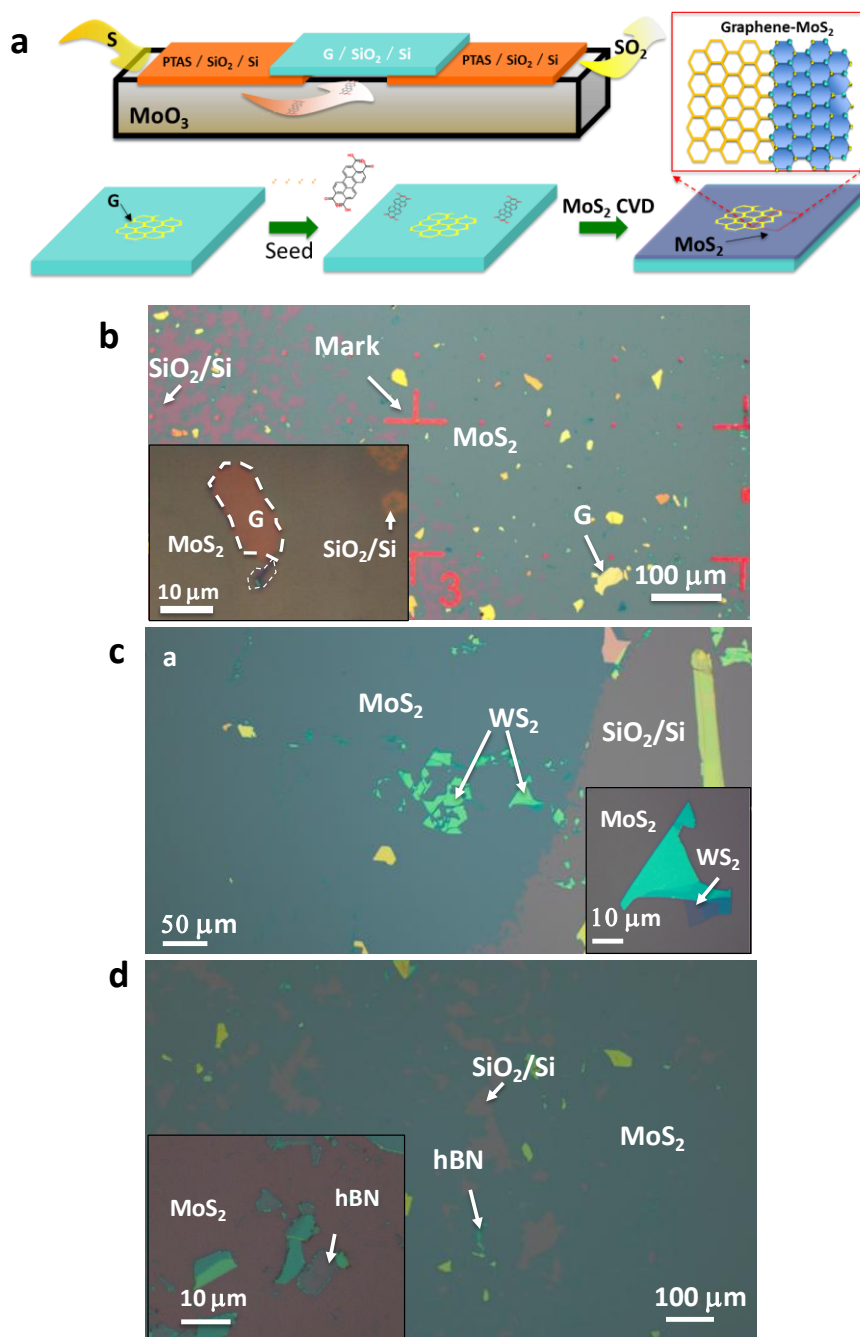 a
S
PTAS / SiO₂ / Si
G / SiO₂ / Si
PTAS / SiO₂ / Si
SO₂
MoO₃
Graphene-MoS₂
G
Seed
MoS₂ CVD
MoS₂
b
SiO₂/Si
Mark
MoS₂
G
100 μm
3
MoS₂
G
SiO₂/Si
10 μm
c
a
MoS₂
WS₂
SiO₂/Si
50 μm
MoS₂
WS₂
10 μm
d
SiO₂/Si
hBN
MoS₂
100 μm
MoS₂
hBN
10 μm